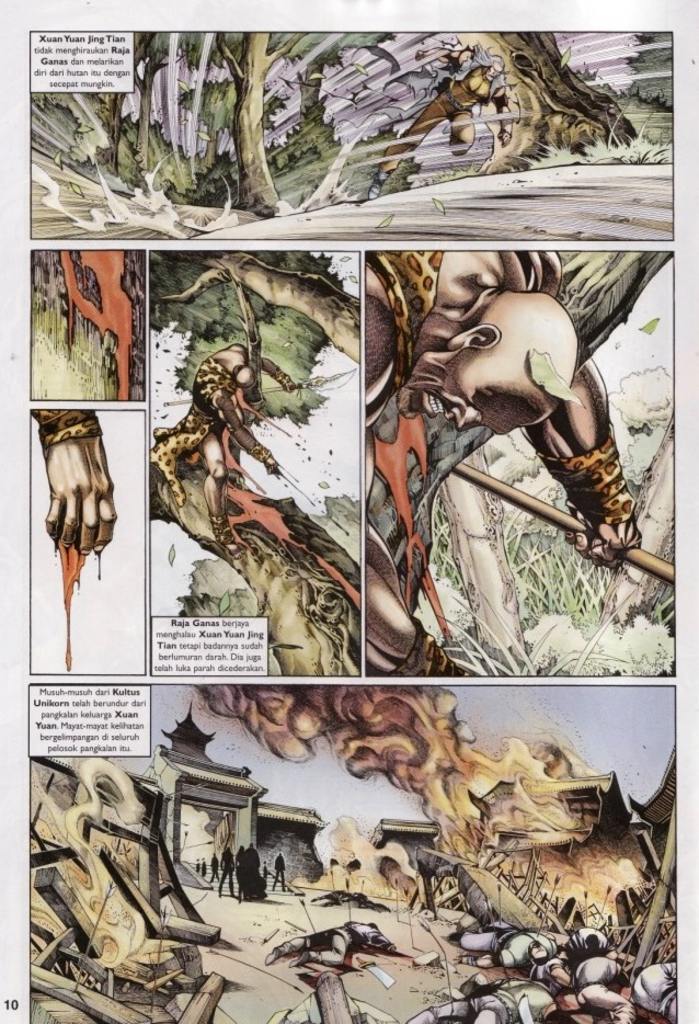 Xuan Yuan Jing Tian
tidak menghiraukan Raja
Ganas dan melarikan
diri dari hutan itu dengan
secepat mungkin.
Raja Ganas berjaya
menghalau Xuan Yuan Jing
Tian tetapi badannya sudah
berlumuran darah. Dia juga
telah luka parah dicederakan.
Musuh-musuh dari Kultus
Unikorn telah berundur dari
pangkalan keluarga Xuan
Yuan. Mayat-mayat kelihatan
bergelimpangan di seluruh
pelosok pangkalan itu.
10